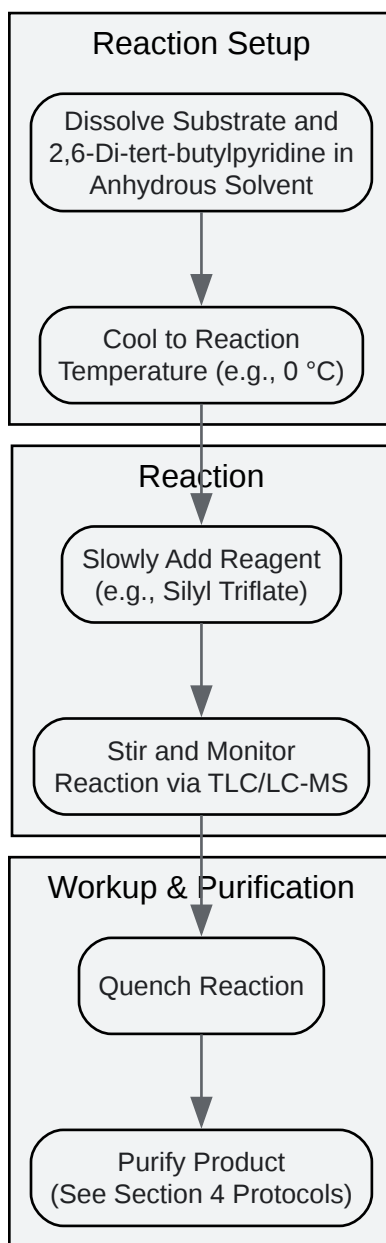 Reaction Setup
Dissolve Substrate and
2,6-Di-tert-butylpyridine in
Anhydrous Solvent
Cool to Reaction
Temperature (e.g., 0 °C)
Reaction
Slowly Add Reagent
(e.g., Silyl Triflate)
Stir and Monitor
Reaction via TLC/LC-MS
Workup & Purification
Quench Reaction
Purify Product
(See Section 4 Protocols)